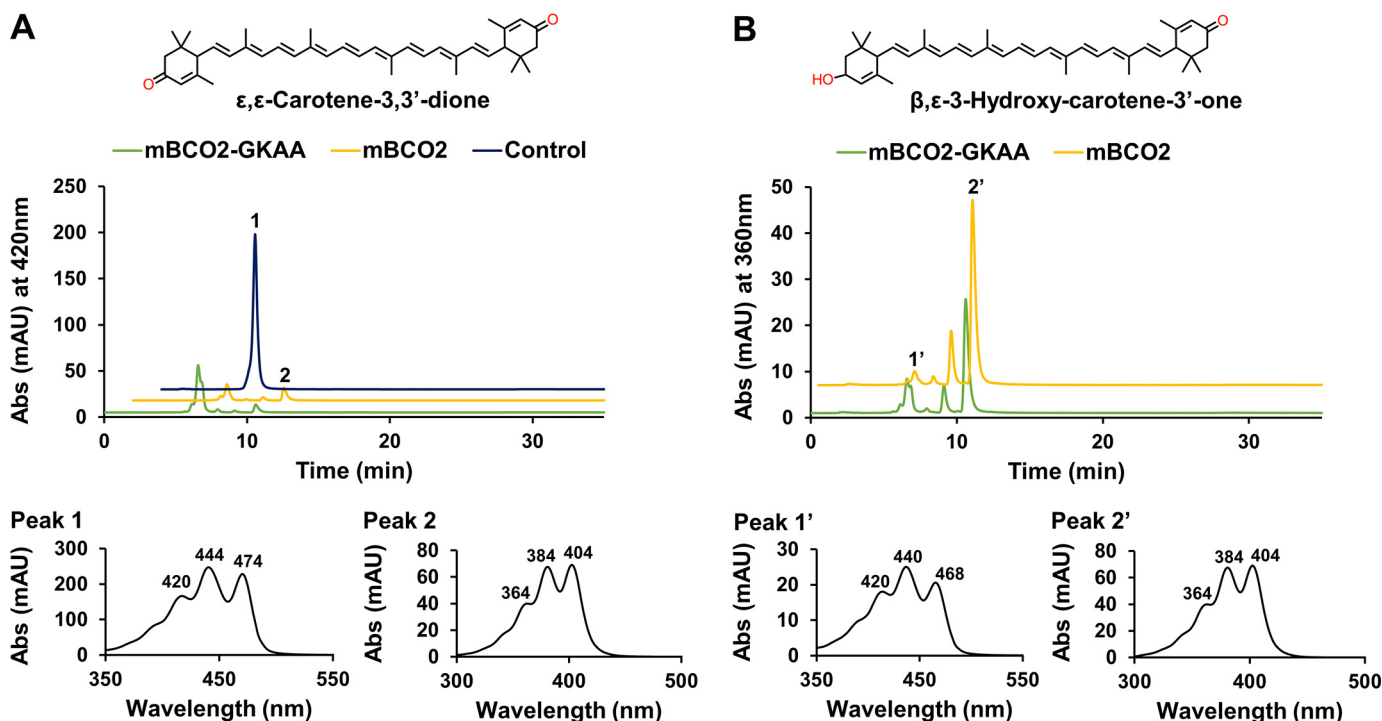 A
O
O
ε,ε-Carotene-3,3’-dione
mBCO2-GKAA mBCO2 Control
Abs (mAU) at 420nm
250
200
150
100
50
0
1
2
0 10 20 30
Time (min)
Peak 1
Abs (mAU)
300
200
100
0
420 444 474
350 450 550
Wavelength (nm)
Peak 2
Abs (mAU)
80
60
40
20
0
364 384 404
300 400 500
Wavelength (nm)
B
O
HO
β,ε-3-Hydroxy-carotene-3’-one
mBCO2-GKAA mBCO2
Abs (mAU) at 360nm
50
40
30
20
10
0
1’
2’
0 10 20 30
Time (min)
Peak 1’
Abs (mAU)
30
20
10
0
420 440 468
350 450 550
Wavelength (nm)
Peak 2’
Abs (mAU)
80
60
40
20
0
364 384 404
300 400 500
Wavelength (nm)